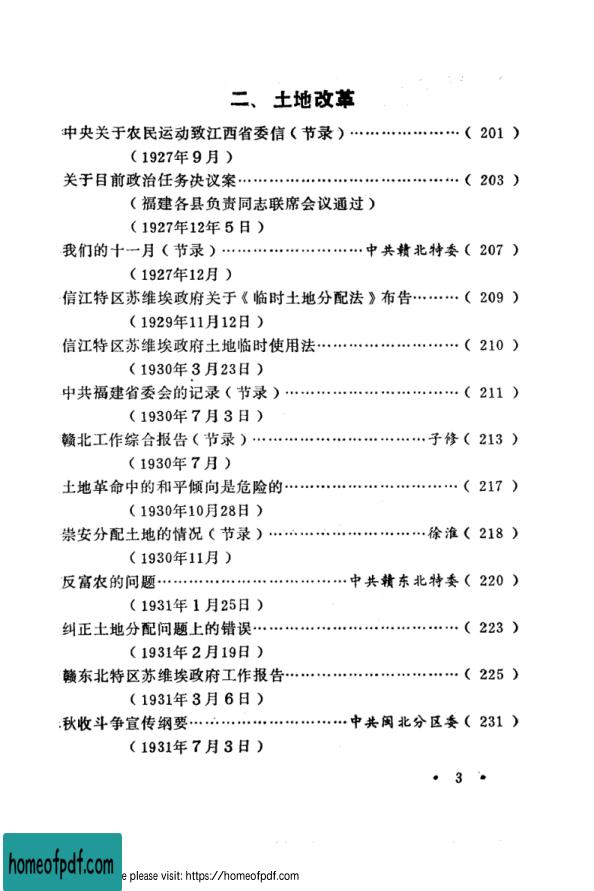 二、土地改革
中央关于农民运动致江西省委信(节录)…………………( 201 )
(1927年9月)
关于目前政治任务决议案……………………………………( 203 )
(福建各县负责同志联席会议通过)
(1927年12年5日)
我们的十一月(节录)………………………中共赣北特委( 207 )
(1927年12月)
信江特区苏维埃政府关于《临时土地分配法》布告………( 209 )
(1929年11月12日)
信江特区苏维埃政府土地临时使用法………………………( 210 )
(1930年3月23日)
中共福建省委会的记录(节录)……………………………( 211 )
(1930年7月3日)
赣北工作综合报告(节录)……………………………子修( 213 )
(1930年7月)
土地革命中的和平倾向是危险的……………………………( 217 )
(1930年10月28日)
崇安分配土地的情况(节录)…………………………徐淮( 218 )
(1930年11月)
反富农的问题………………………………中共赣东北特委( 220 )
(1931年1月25日)
纠正土地分配问题上的错误…………………………………( 223 )
(1931年2月19日)
赣东北特区苏维埃政府工作报告……………………………( 225 )
(1931年3月6日)
秋收斗争宣传纲要…………………………中共闽北分区委( 231 )
(1931年7月3日)
• 3 •
homeofpdf.com
e please visit: https://homeofpdf.com